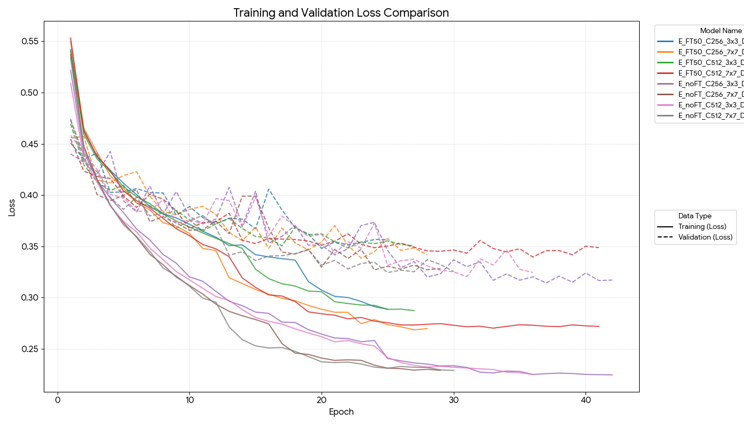 Training and Validation Loss Comparison
Loss
0.55
0.50
0.45
0.40
0.35
0.30
0.25
0
10
20
30
40
Epoch
Model Name
E_FT50_C256_3x3_D
E_FT50_C256_7x7_D
E_FT50_C512_3x3_D
E_FT50_C512_7x7_D
E_noFT_C256_3x3_D
E_noFT_C256_7x7_D
E_noFT_C512_3x3_D
E_noFT_C512_7x7_D
Data Type
Training (Loss)
Validation (Loss)